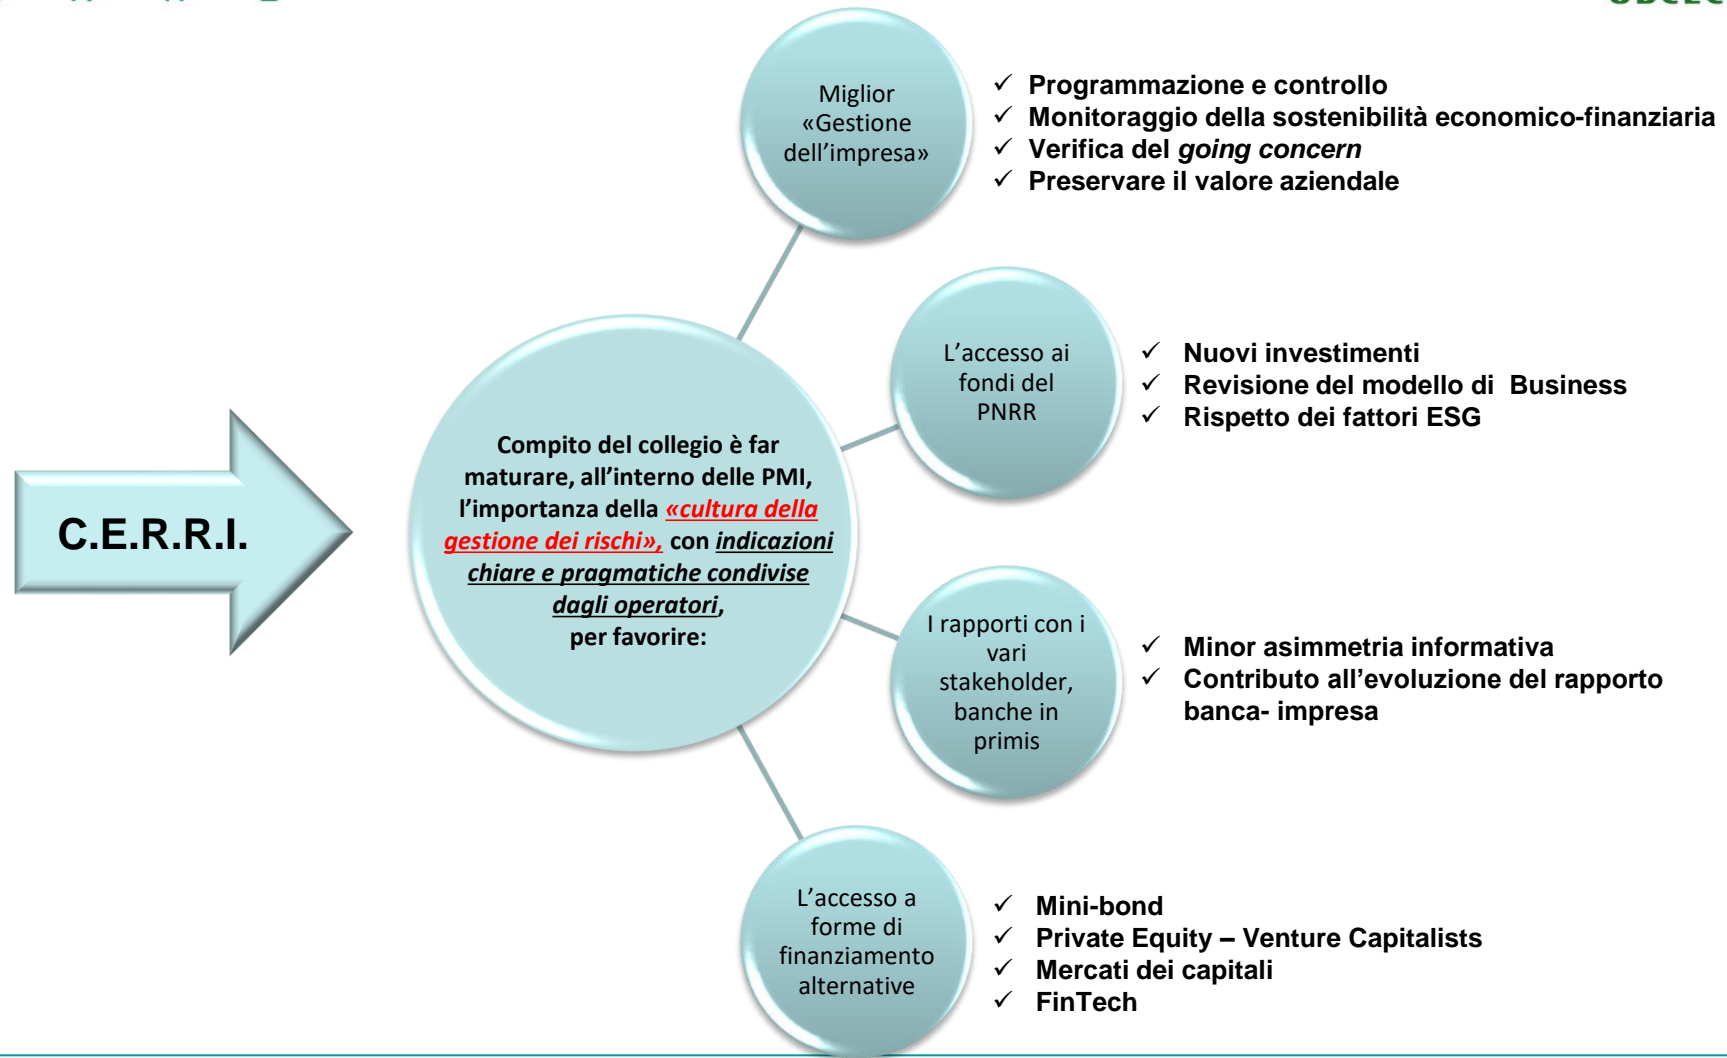 Miglior
«Gestione
dell’impresa»
✓ Programmazione e controllo
✓ Monitoraggio della sostenibilità economico-finanziaria
✓ Verifica del going concern
✓ Preservare il valore aziendale
L’accesso ai
fondi del
PNRR
✓ Nuovi investimenti
✓ Revisione del modello di Business
✓ Rispetto dei fattori ESG
C.E.R.R.I.
Compito del collegio è far
maturare, all’interno delle PMI,
l’importanza della «cultura della
gestione dei rischi», con indicazioni
chiare e pragmatiche condivise
dagli operatori,
per favorire:
I rapporti con i
vari
stakeholder,
banche in
primis
✓ Minor asimmetria informativa
✓ Contributo all’evoluzione del rapporto
banca- impresa
L’accesso a
forme di
finanziamento
alternative
✓ Mini-bond
✓ Private Equity – Venture Capitalists
✓ Mercati dei capitali
✓ FinTech